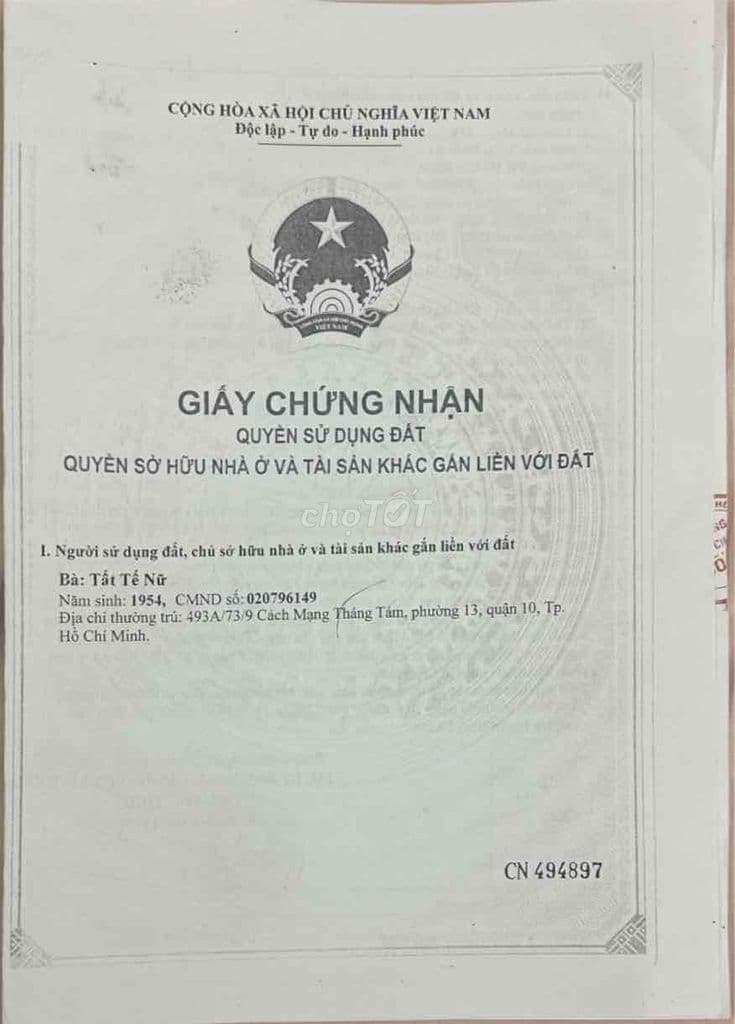 CỘNG HÒA XÃ HỘI CHỦ NGHĨA VIỆT NAM
Độc lập - Tự do - Hạnh phúc
VIỆT NAM
GIẤY CHỨNG NHẬN
QUYỀN SỬ DỤNG ĐẤT
QUYỀN SỞ HỮU NHÀ Ở VÀ TÀI SẢN KHÁC GẮN LIỀN VỚI ĐẤT
chợTỐT
I. Người sử dụng đất, chủ sở hữu nhà ở và tài sản khác gắn liền với đất
Bà: Tất Tế Nữ
Năm sinh: 1954, CMND số: 020796149
Địa chỉ thường trú: 493A/73/9 Cách Mạng Tháng Tám, phường 13, quận 10, Tp.
Hồ Chí Minh.
CN 494897